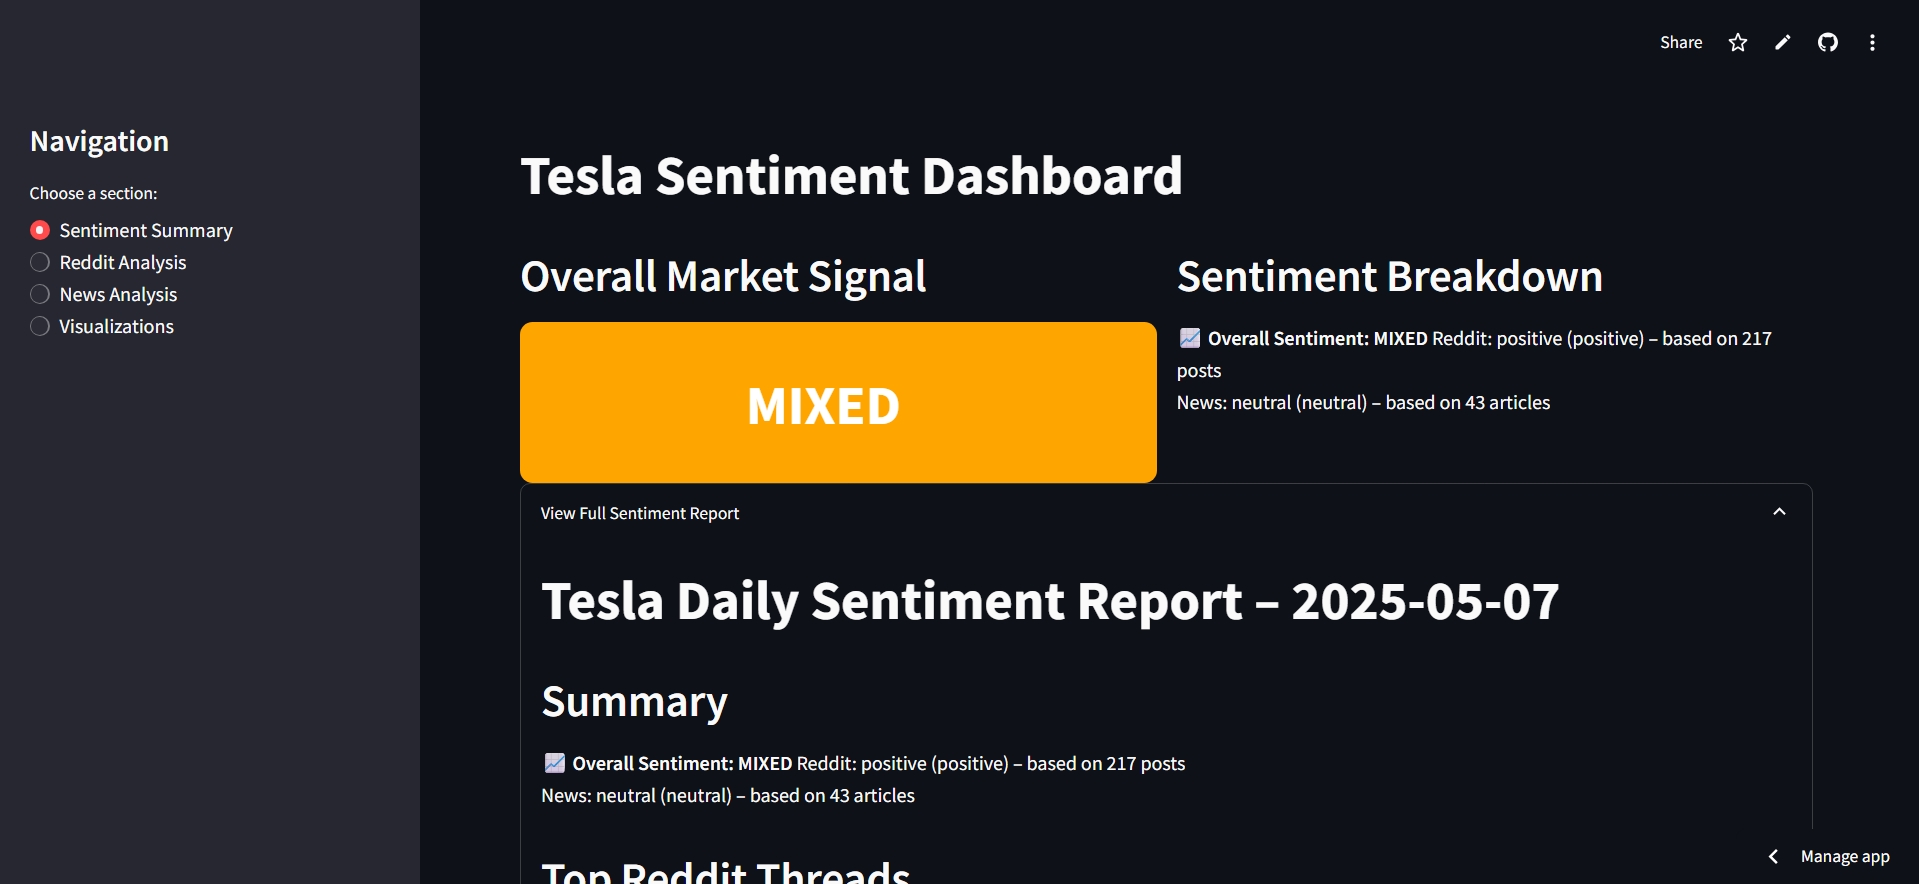 Share
Navigation
Choose a section:
Sentiment Summary
Reddit Analysis
News Analysis
Visualizations
Tesla Sentiment Dashboard
Overall Market Signal
MIXED
Sentiment Breakdown
Overall Sentiment: MIXED Reddit: positive (positive) – based on 217
posts
News: neutral (neutral) – based on 43 articles
View Full Sentiment Report
Tesla Daily Sentiment Report – 2025-05-07
Summary
Overall Sentiment: MIXED Reddit: positive (positive) – based on 217 posts
News: neutral (neutral) – based on 43 articles
Top Reddit Threads
Manage app